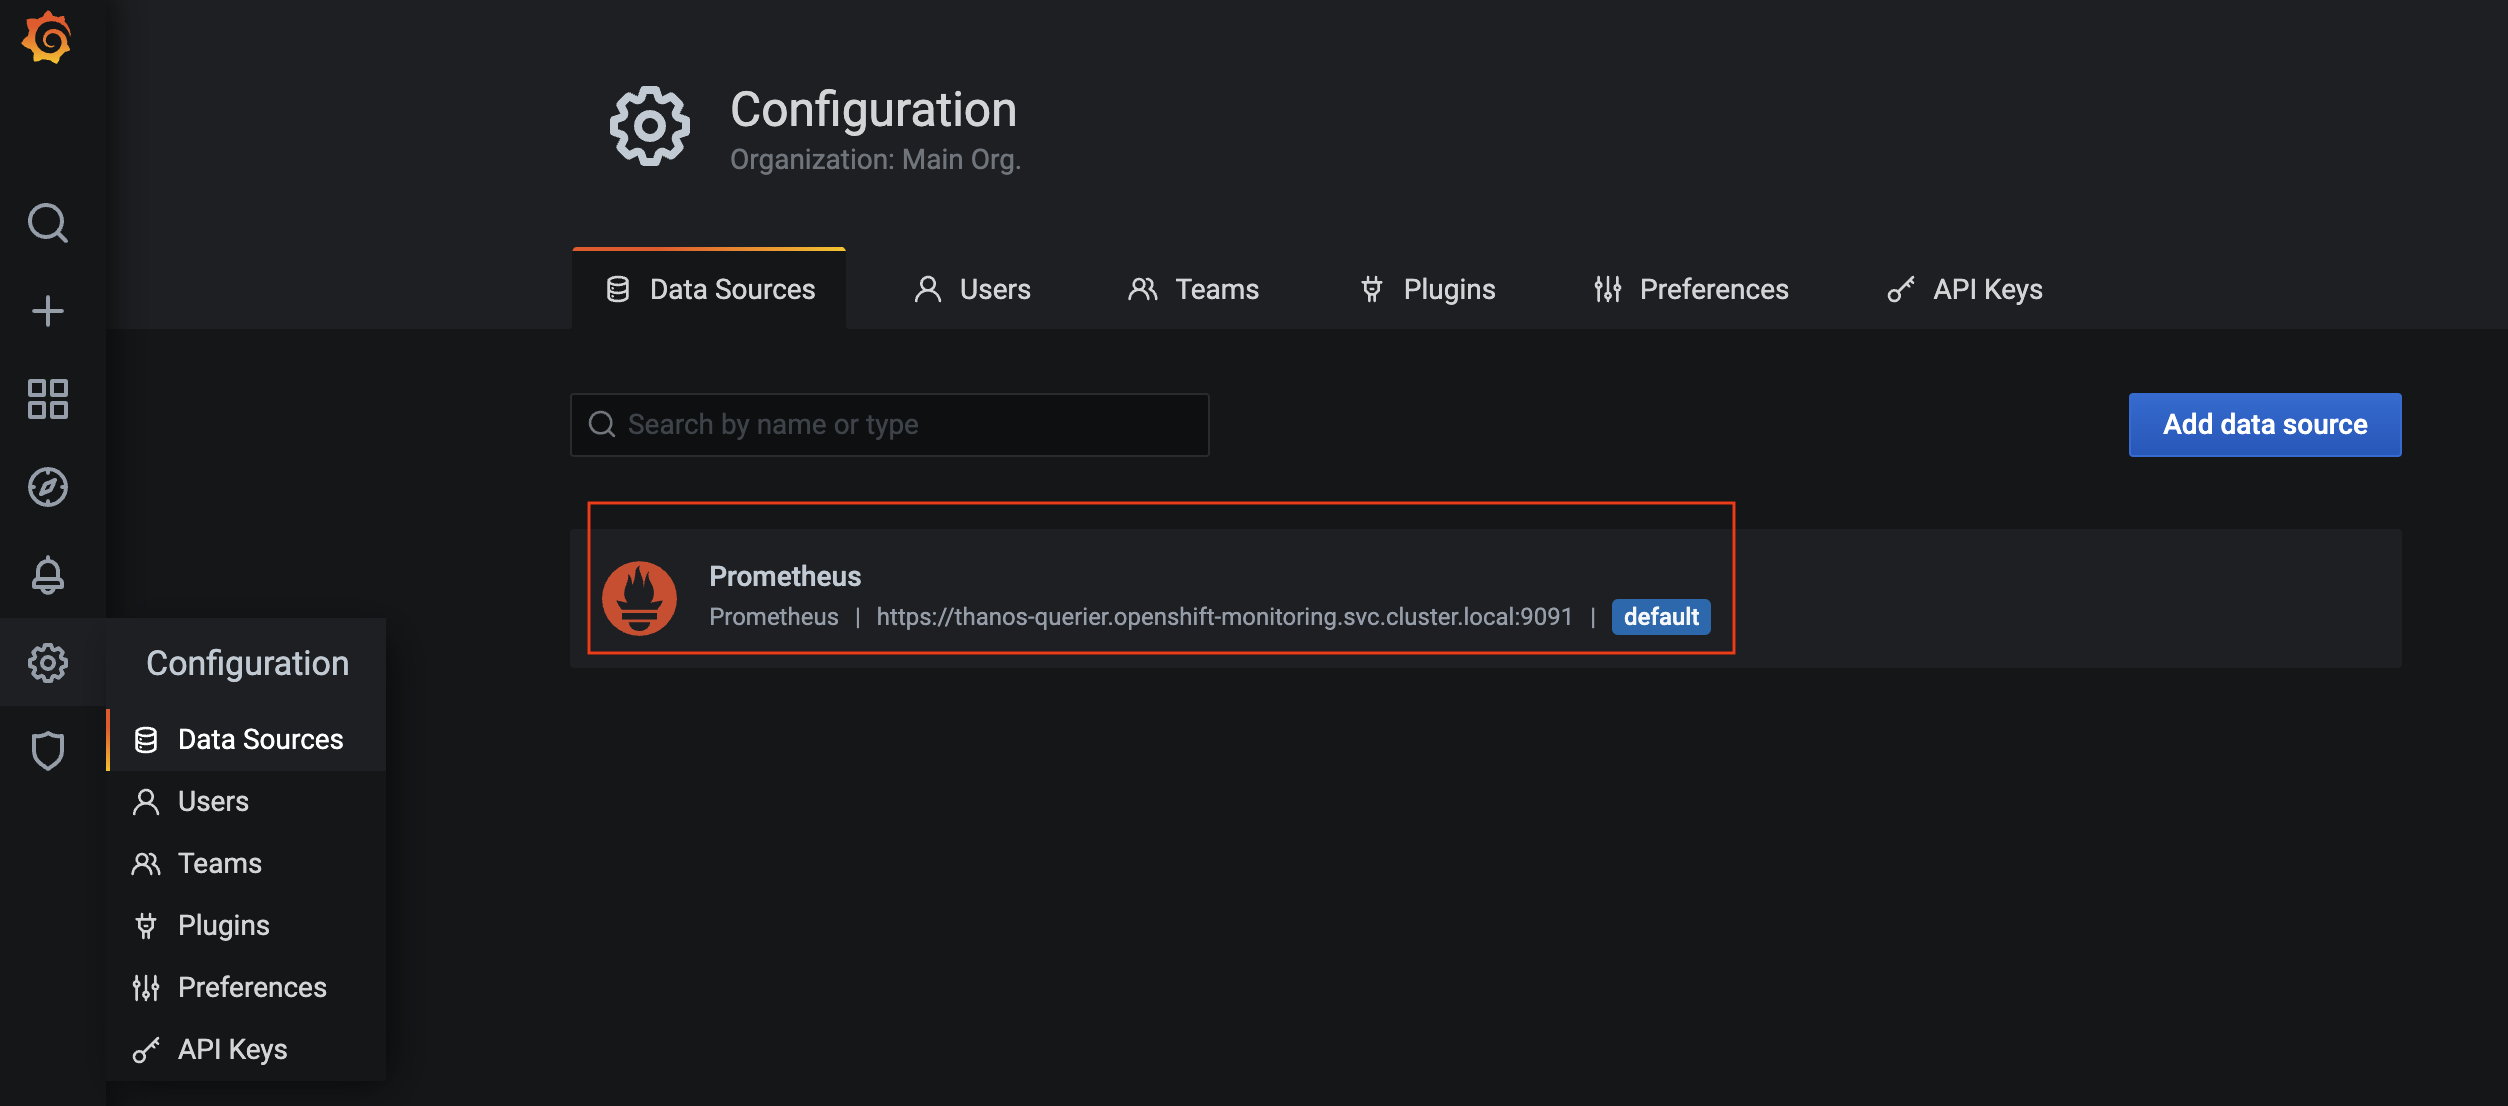 Configuration
Organization: Main Org.
Data Sources
Users
Teams
Plugins
Preferences
API Keys
Search by name or type
Add data source
Prometheus
Prometheus | https://thanos-querier.openshift-monitoring.svc.cluster.local:9091 | default
Configuration
Data Sources
Users
Teams
Plugins
Preferences
API Keys